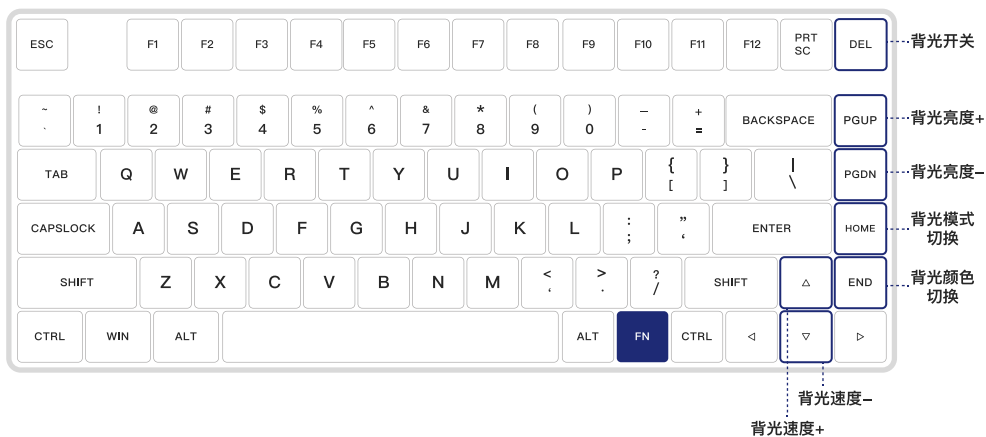 ESC F1 F2 F3 F4 F5 F6 F7 F8 F9 F10 F11 F12 PRT SC DEL 背光开关
~ ! @ # $ % ^ & * ( ) — +
` 1 2 3 4 5 6 7 8 9 0 - = BACKSPACE PGUP 背光亮度+
TAB Q W E R T Y U I O P { [ } ] | \ PGDN 背光亮度–
CAPSLOCK A S D F G H J K L : ; ” ‘ ENTER HOME 背光模式
切换
SHIFT Z X C V B N M < ‘ > · ? / SHIFT △ END 背光颜色
切换
CTRL WIN ALT ALT FN CTRL ◁ ▽ ▷
背光速度–
背光速度+